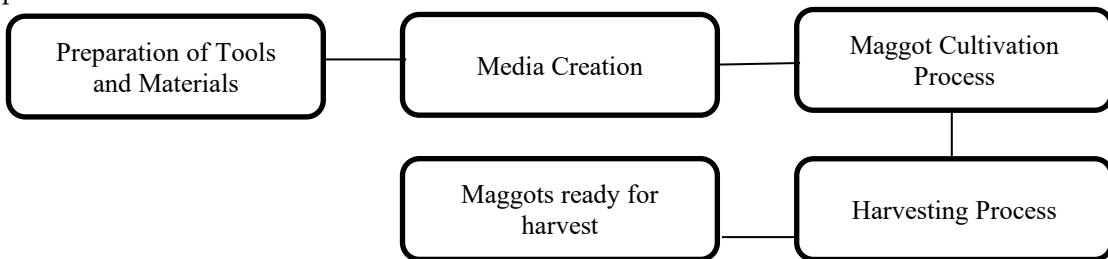 Preparation of Tools
and Materials
Media Creation
Maggot Cultivation
Process
Maggots ready for
harvest
Harvesting Process